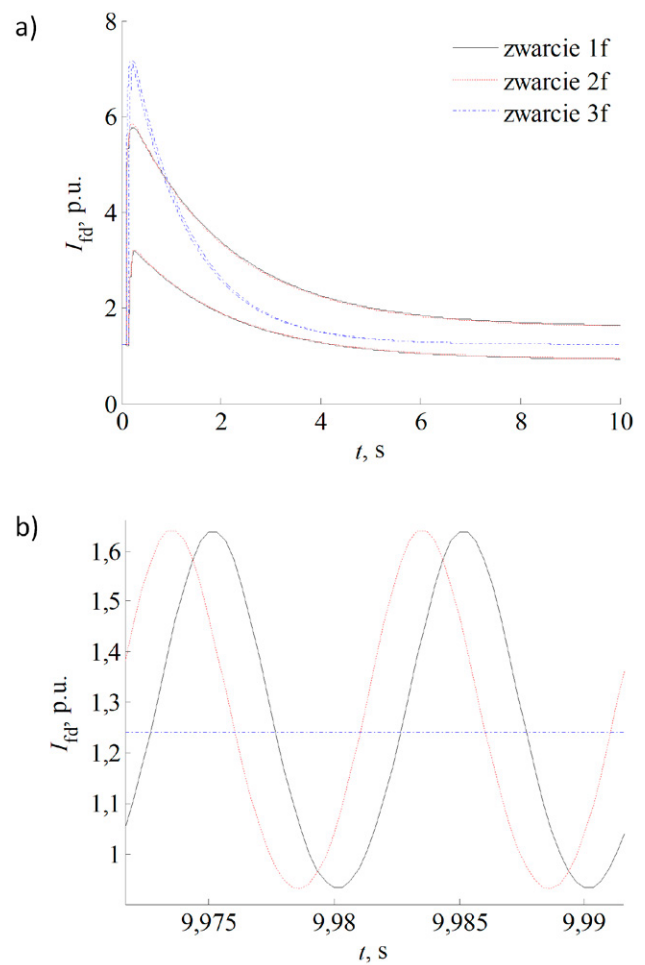 a)
8
6
4
2
0
I_fd, p.u.
zwarcie 1f
zwarcie 2f
zwarcie 3f
0 2 4 6 8 10
t, s
b)
1,6
1,5
1,4
1,3
1,2
1,1
1
I_fd, p.u.
9,975 9,98 9,985 9,99
t, s